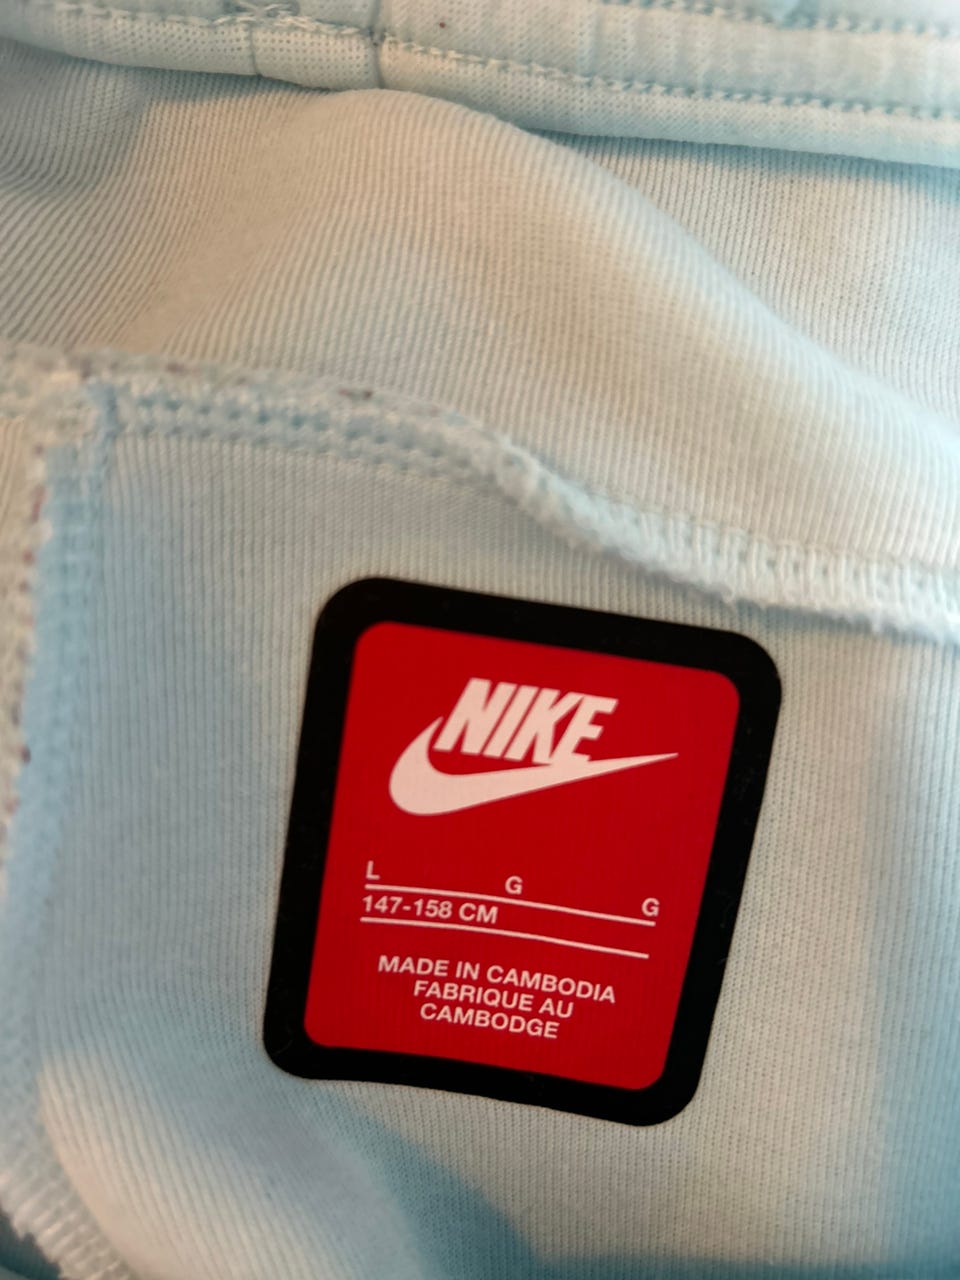 NIKE
L G G
147-158 CM
MADE IN CAMBODIA
FABRIQUE AU
CAMBODGE